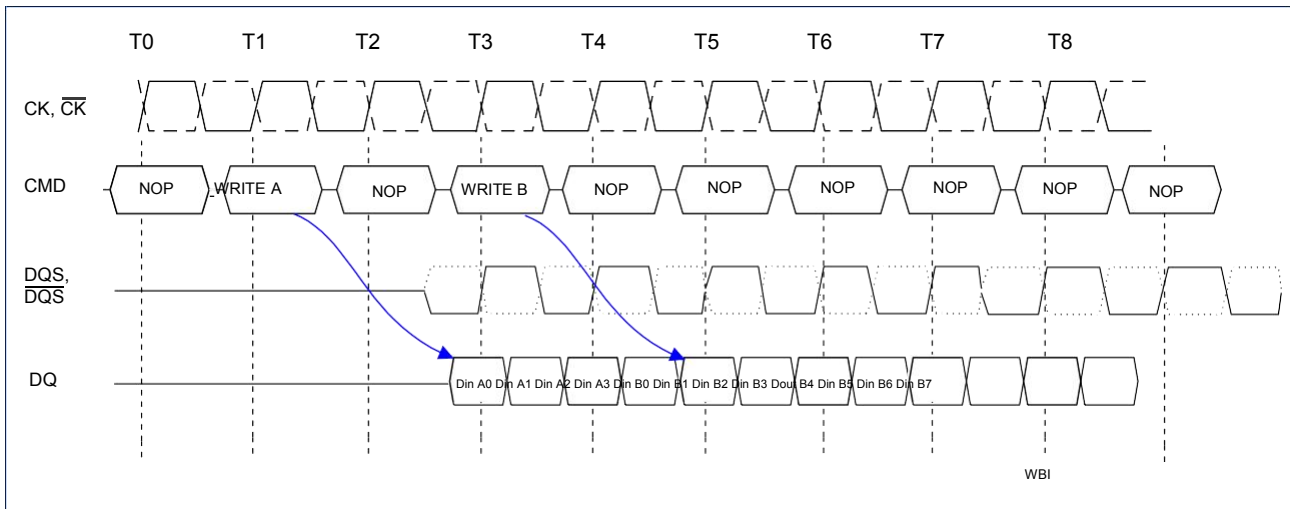 T0 T1 T2 T3 T4 T5 T6 T7 T8
CK, CK
CMD NOP WRITE A NOP WRITE B NOP NOP NOP NOP NOP NOP
DQS,
DQS
DQ Din A0 Din A1 Din A2 Din A3 Din B0 Din B1 Din B2 Din B3 Dout B4 Din B5 Din B6 Din B7
WBI